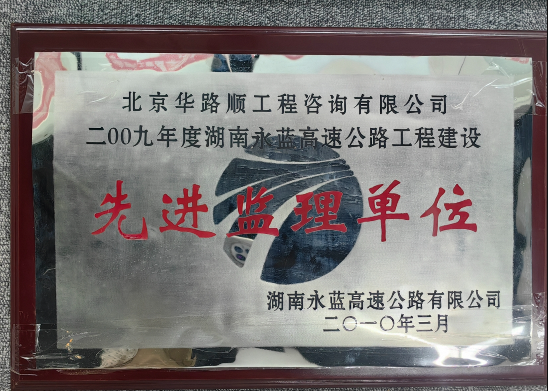 北京华路顺工程咨询有限公司
二00九年度湖南永蓝高速公路工程建设
先进监理单位
湖南永蓝高速公路有限公司
二〇一〇年三月